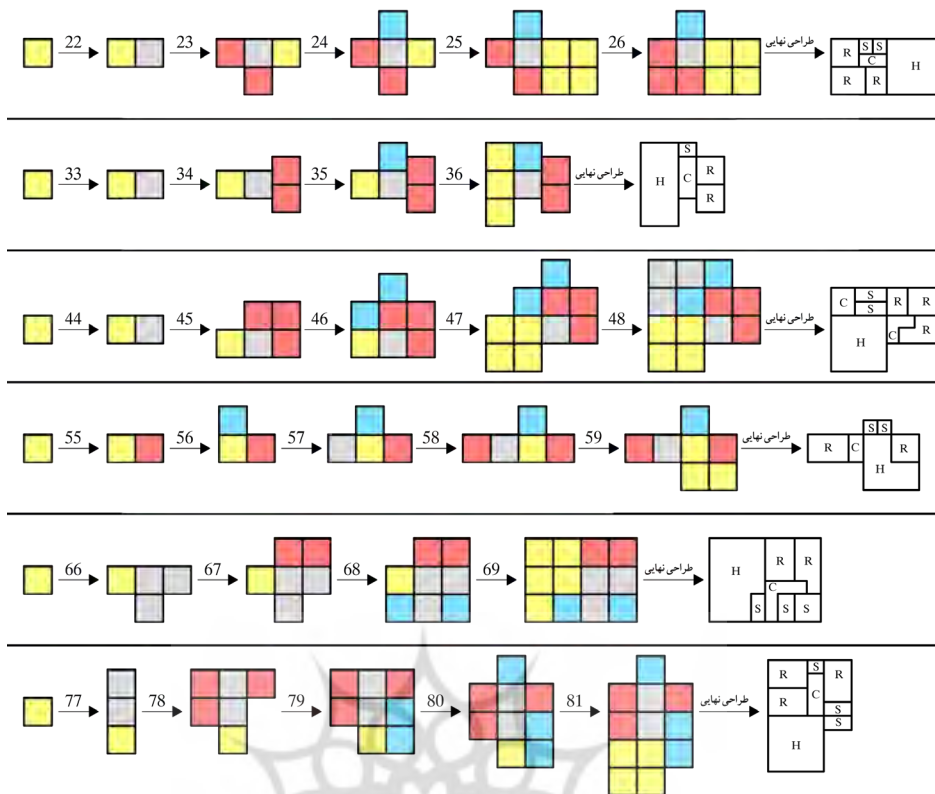 22 23 24 25 26 طراحی نهایی
R S S C H R R
33 34 35 36 طراحی نهایی
S H C R R
44 45 46 47 48 طراحی نهایی
C S S R R H C R
55 56 57 58 59 طراحی نهایی
S S R C R H
66 67 68 69 طراحی نهایی
H R R C S S S
77 78 79 80 81 طراحی نهایی
R S R R C S S H